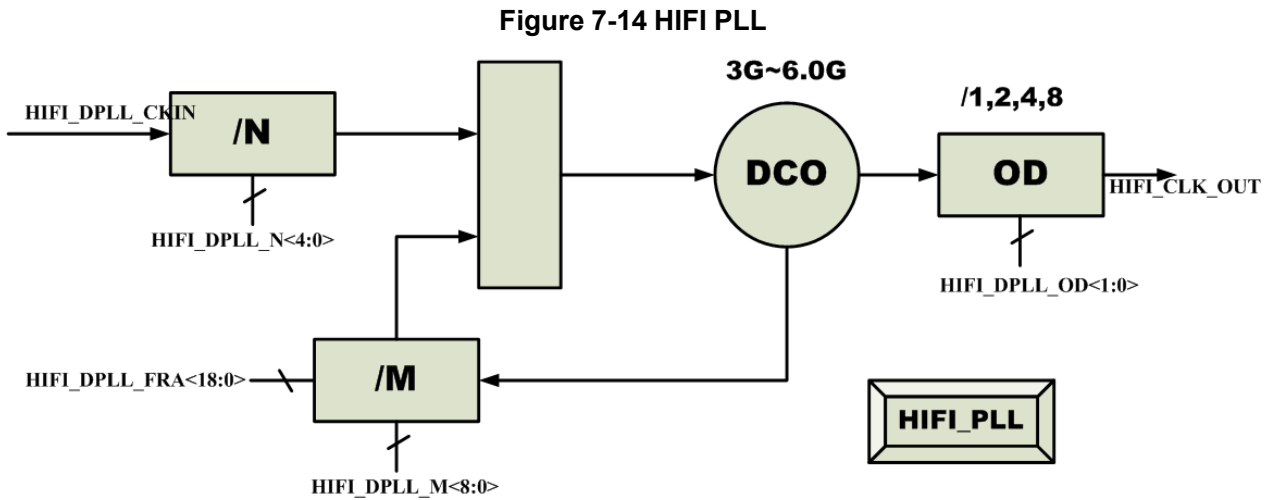 Figure 7-14 HIFI PLL
3G~6.0G
/1,2,4,8
HIFI_DPLL_CKIN
/N
DCO
OD
HIFI_CLK_OUT
HIFI_DPLL_N<4:0>
HIFI_DPLL_OD<1:0>
HIFI_DPLL_FRA<18:0>
/M
HIFI_PLL
HIFI_DPLL_M<8:0>